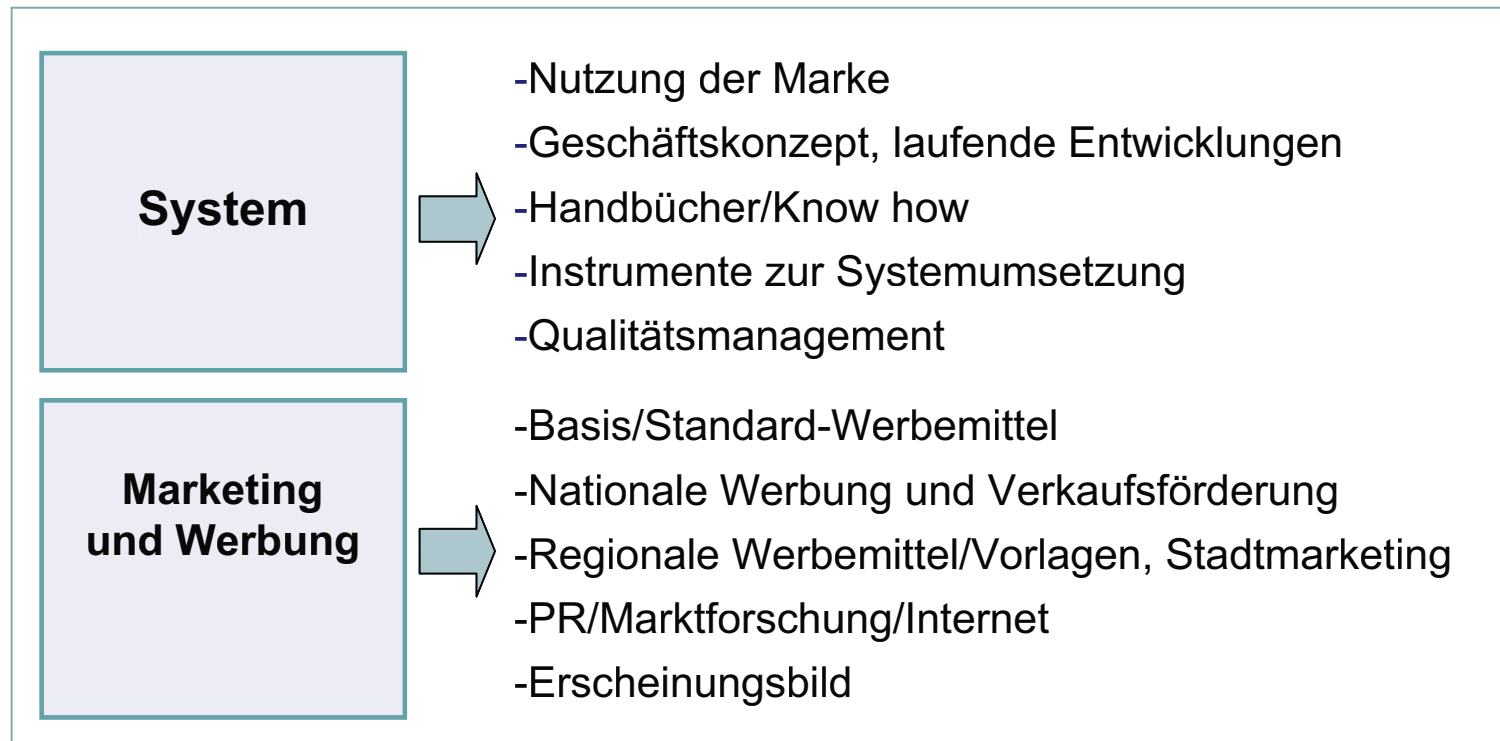 System
-Nutzung der Marke
-Geschäftskonzept, laufende Entwicklungen
-Handbücher/Know how
-Instrumente zur Systemumsetzung
-Qualitätsmanagement
Marketing
und Werbung
-Basis/Standard-Werbemittel
-Nationale Werbung und Verkaufsförderung
-Regionale Werbemittel/Vorlagen, Stadtmarketing
-PR/Marktforschung/Internet
-Erscheinungsbild